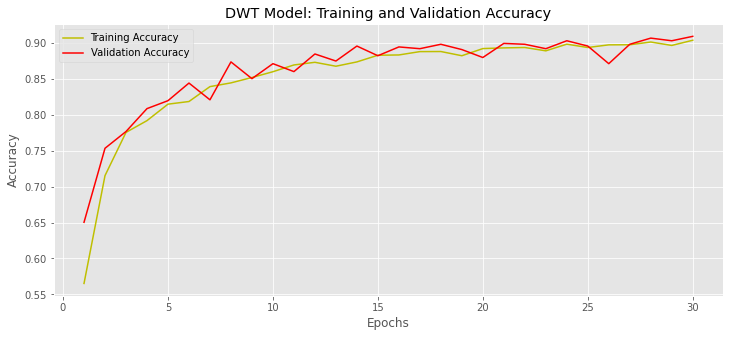 DWT Model: Training and Validation Accuracy
Training Accuracy
Validation Accuracy
0.90
0.85
0.80
0.75
0.70
0.65
0.60
0.55
Accuracy
0 5 10 15 20 25 30
Epochs